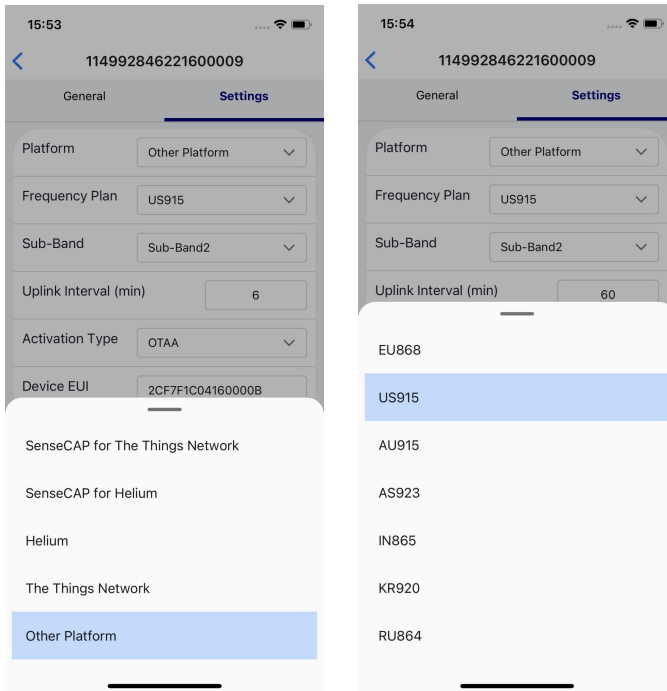 15:53
114992846221600009
General Settings
Platform Other Platform
Frequency Plan US915
Sub-Band Sub-Band2
Uplink Interval (min) 6
Activation Type OTAA
Device EUI 2CF7F1C04160000B
SenseCAP for The Things Network
SenseCAP for Helium
Helium
The Things Network
Other Platform
15:54
114992846221600009
General Settings
Platform Other Platform
Frequency Plan US915
Sub-Band Sub-Band2
Uplink Interval (min) 60
EU868
US915
AU915
AS923
IN865
KR920
RU864